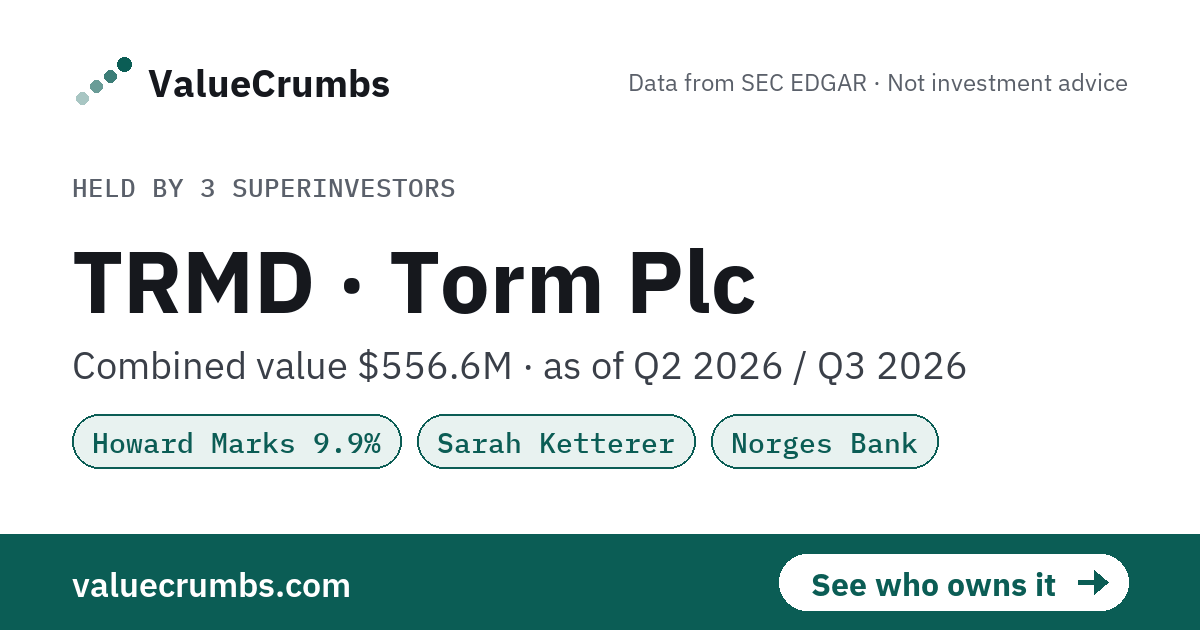 ValueCrumbs
Data from SEC EDGAR · Not investment advice
HELD BY 3 SUPERINVESTORS
TRMD · Torm Plc
Combined value $556.6M · as of Q2 2026 / Q3 2026
Howard Marks 9.9%
Sarah Ketterer
Norges Bank
valuecrumbs.com
See who owns it →